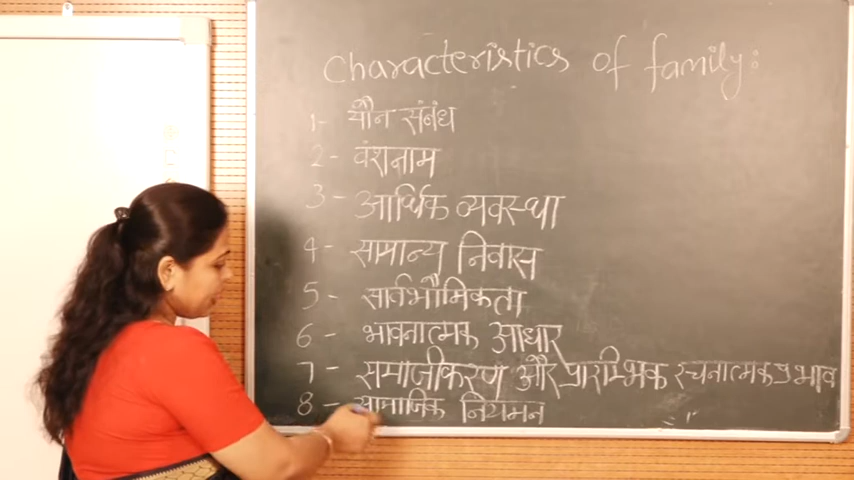 Characteristics of family:
1- यौन संबंध
2- वंशनाम
3- आर्थिक व्यवस्था
4- सामान्य निवास
5- सार्वभौमिकता
6- भावनात्मक आधार
7- समाजीकरण और प्रारम्भिक रचनात्मक प्रभाव
8- सामाजिक नियमन